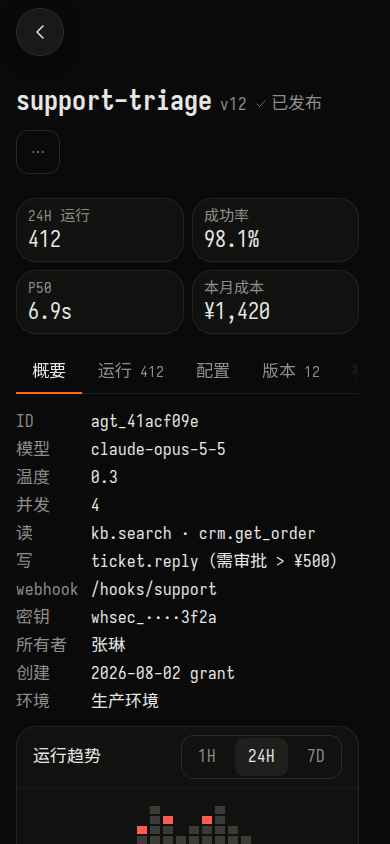 support-triage v12 ✓ 已发布
···
24H 运行
412
成功率
98.1%
P50
6.9s
本月成本
¥1,420
概要 运行 412 配置 版本 12
ID agt_41acf09e
模型 claude-opus-5-5
温度 0.3
并发 4
读 kb.search · crm.get_order
写 ticket.reply (需审批 > ¥500)
webhook /hooks/support
密钥 whsec_····3f2a
所有者 张琳
创建 2026-08-02 grant
环境 生产环境
运行趋势 1H 24H 7D